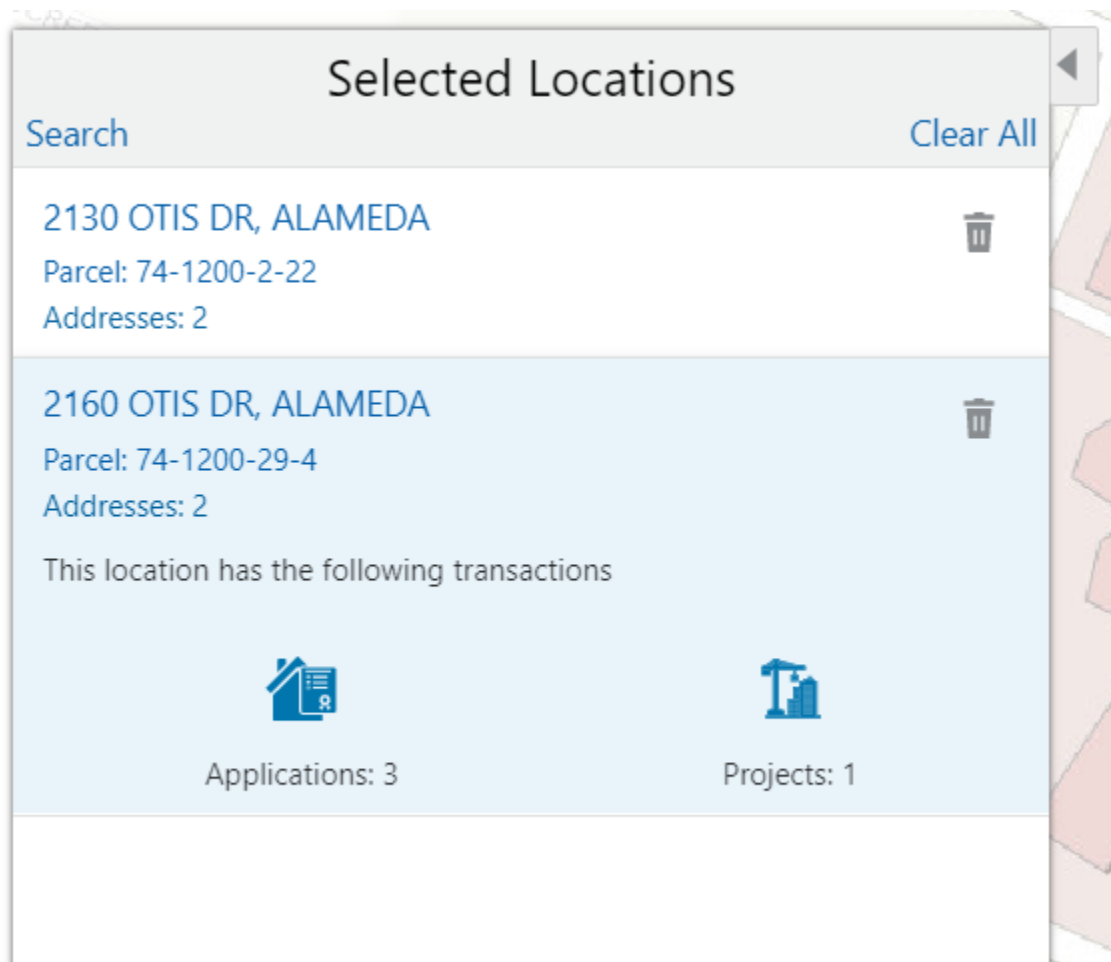 Selected Locations
Search Clear All
2130 OTIS DR, ALAMEDA
Parcel: 74-1200-2-22
Addresses: 2
2160 OTIS DR, ALAMEDA
Parcel: 74-1200-29-4
Addresses: 2
This location has the following transactions
Applications: 3 Projects: 1